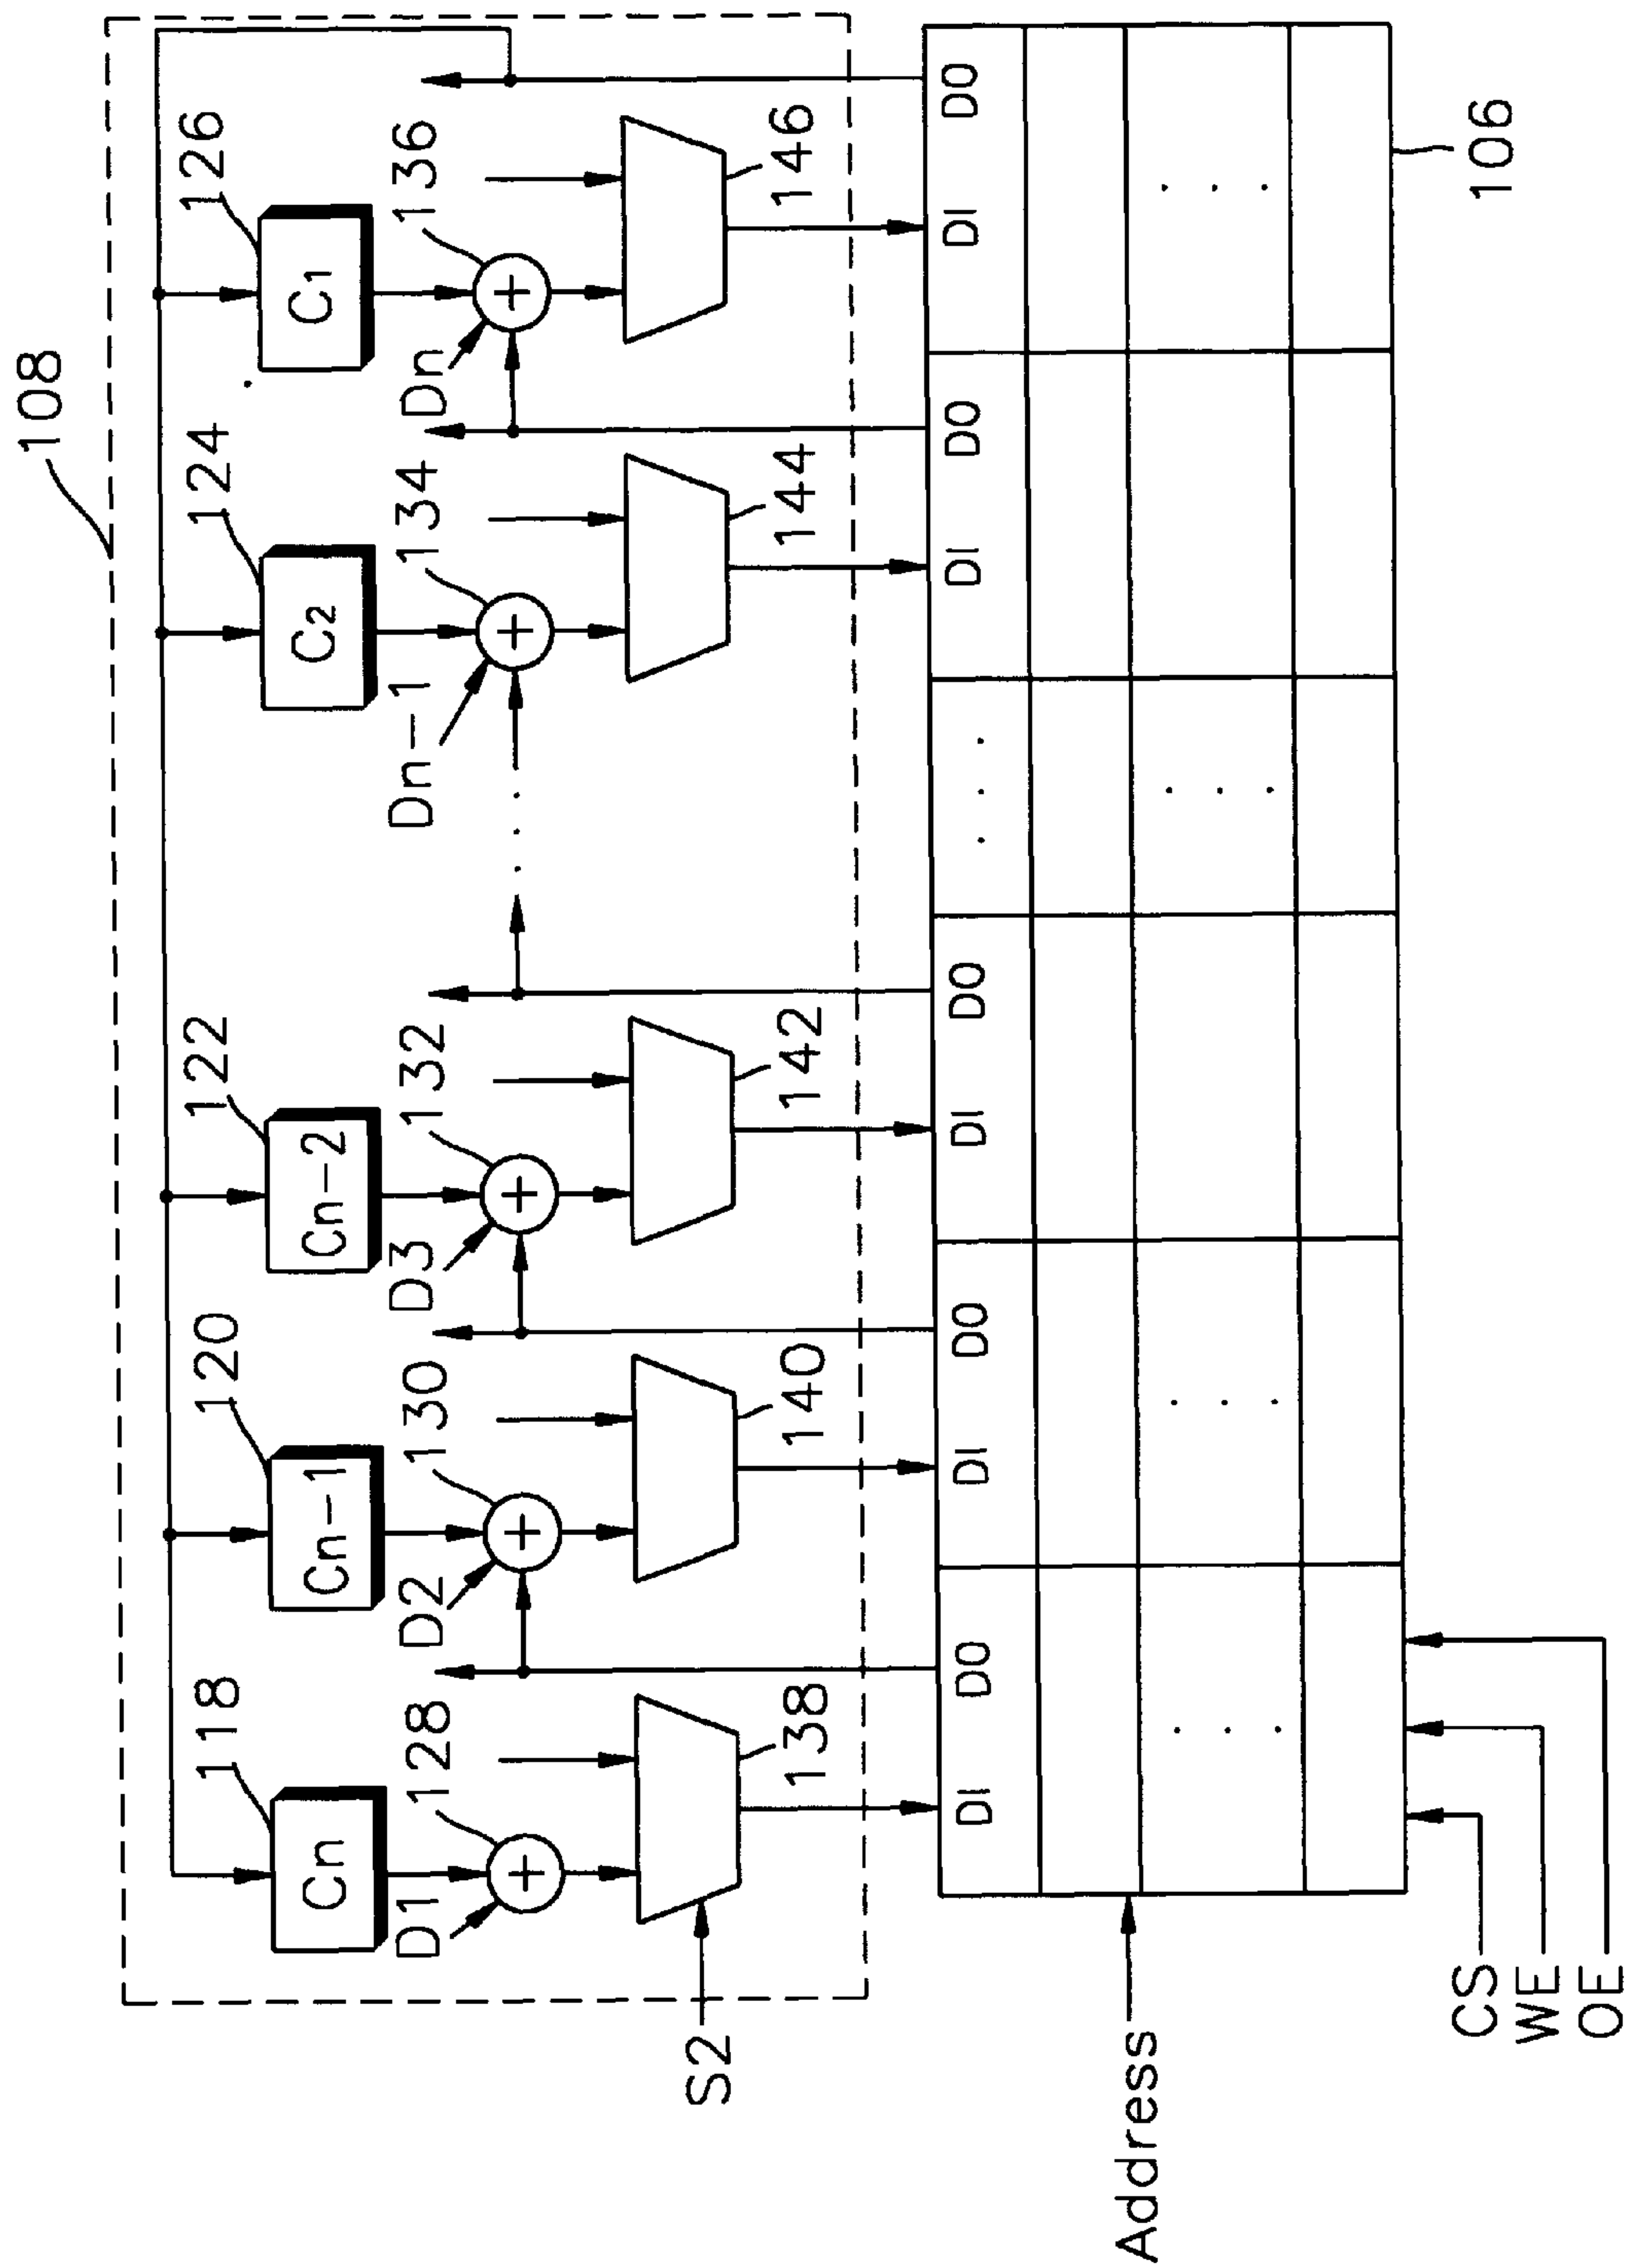 108
118
120
122
124
126
Cn
Cn-1
Cn-2
C2
C1
128
130
132
134
136
D1
D2
D3
Dn-1
Dn
S2
138
140
142
144
146
DI DO DI DO DI DO . . . DI DO DI DO
Address
. . . . . . . . . . . .
106
CS
WE
OE